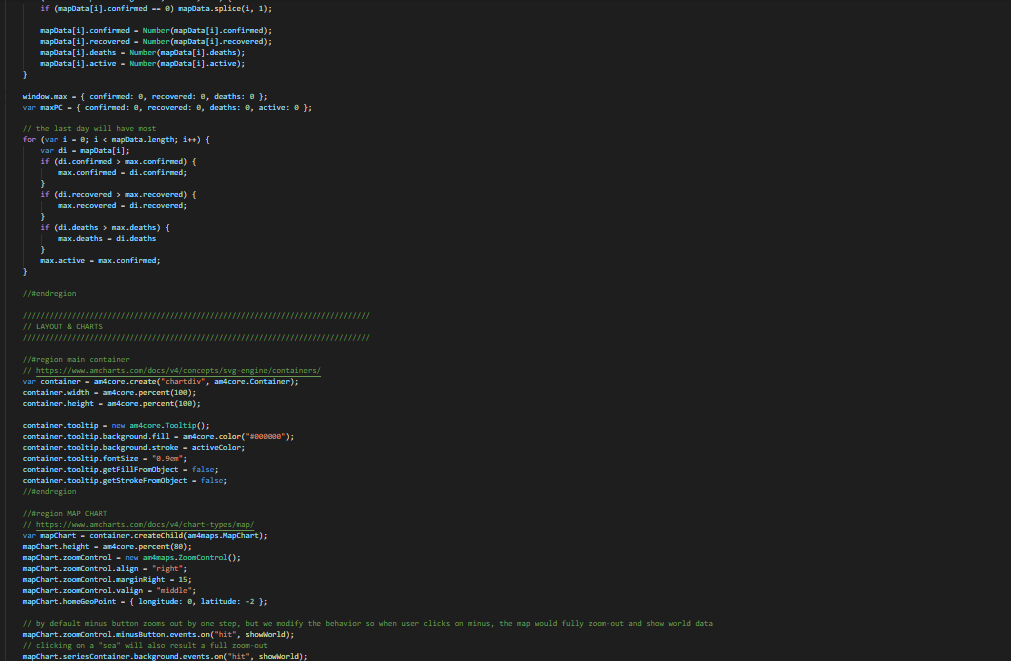 if (mapData[i].confirmed == 0) mapData.splice(i, 1);
mapData[i].confirmed = Number(mapData[i].confirmed);
mapData[i].recovered = Number(mapData[i].recovered);
mapData[i].deaths = Number(mapData[i].deaths);
mapData[i].active = Number(mapData[i].active);
}
window.max = { confirmed: 0, recovered: 0, deaths: 0 };
var maxPC = { confirmed: 0, recovered: 0, deaths: 0, active: 0 };
// the last day will have most
for (var i = 0; i < mapData.length; i++) {
var di = mapData[i];
if (di.confirmed > max.confirmed) {
max.confirmed = di.confirmed;
}
if (di.recovered > max.recovered) {
max.recovered = di.recovered;
}
if (di.deaths > max.deaths) {
max.deaths = di.deaths
}
max.active = max.confirmed;
}
//#endregion
////////////////////////////////////////////////////////////////////////////
// LAYOUT & CHARTS
////////////////////////////////////////////////////////////////////////////
//#region main container
// https://www.amcharts.com/docs/v4/concepts/svg-engine/containers/
var container = am4core.create("chartdiv", am4core.Container);
container.width = am4core.percent(100);
container.height = am4core.percent(100);
container.tooltip = new am4core.Tooltip();
container.tooltip.background.fill = am4core.color("#000000");
container.tooltip.background.stroke = activeColor;
container.tooltip.fontSize = "0.9em";
container.tooltip.getFillFromObject = false;
container.tooltip.getStrokeFromObject = false;
//#endregion
//#region MAP CHART
// https://www.amcharts.com/docs/v4/chart-types/map/
var mapChart = container.createChild(am4maps.MapChart);
mapChart.height = am4core.percent(80);
mapChart.zoomControl = new am4maps.ZoomControl();
mapChart.zoomControl.align = "right";
mapChart.zoomControl.marginRight = 15;
mapChart.zoomControl.valign = "middle";
mapChart.homeGeoPoint = { longitude: 0, latitude: -2 };
// by default minus button zooms out by one step, but we modify the behavior so when user clicks on minus, the map would fully zoom-out and show world data
mapChart.zoomControl.minusButton.events.on("hit", showWorld);
// clicking on a "sea" will also result a full zoom-out
mapChart.seriesContainer.background.events.on("hit", showWorld);